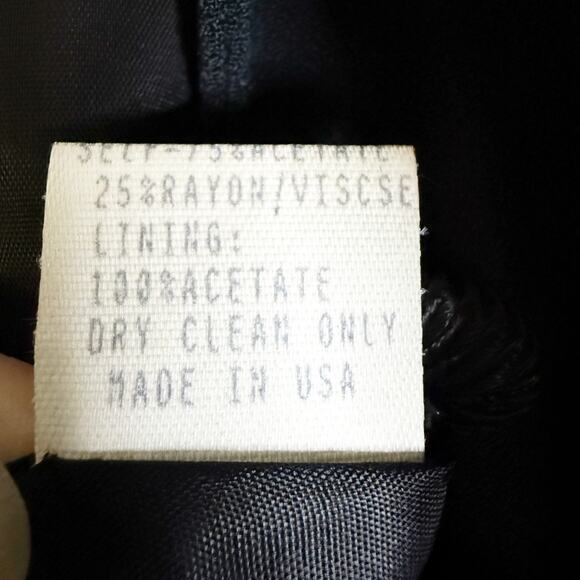 SELF-75%ACETATE
25%RAYON/VISCSE
LINING:
100%ACETATE
DRY CLEAN ONLY
MADE IN USA